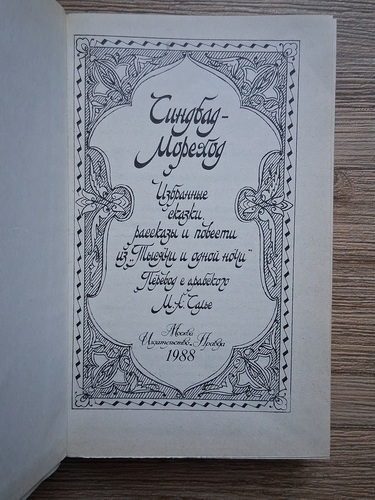 Синдбад-
Мореход
Избранные
сказки,
рассказы и повести
из „Тысячи и одной ночи“
Перевод с арабского
М.А. Салье
Москва
Издательство „Правда“
1988